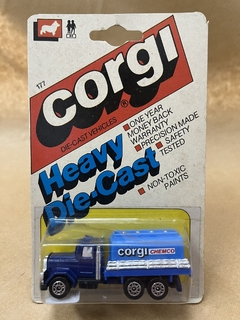 177
corgi®
DIE-CAST VEHICLES
■ ONE YEAR
MONEY BACK
WARRANTY
■ PRECISION MADE
■ SAFETY
TESTED
■ NON-TOXIC
PAINTS
Heavy
Die-Cast
corgi CHEMCO